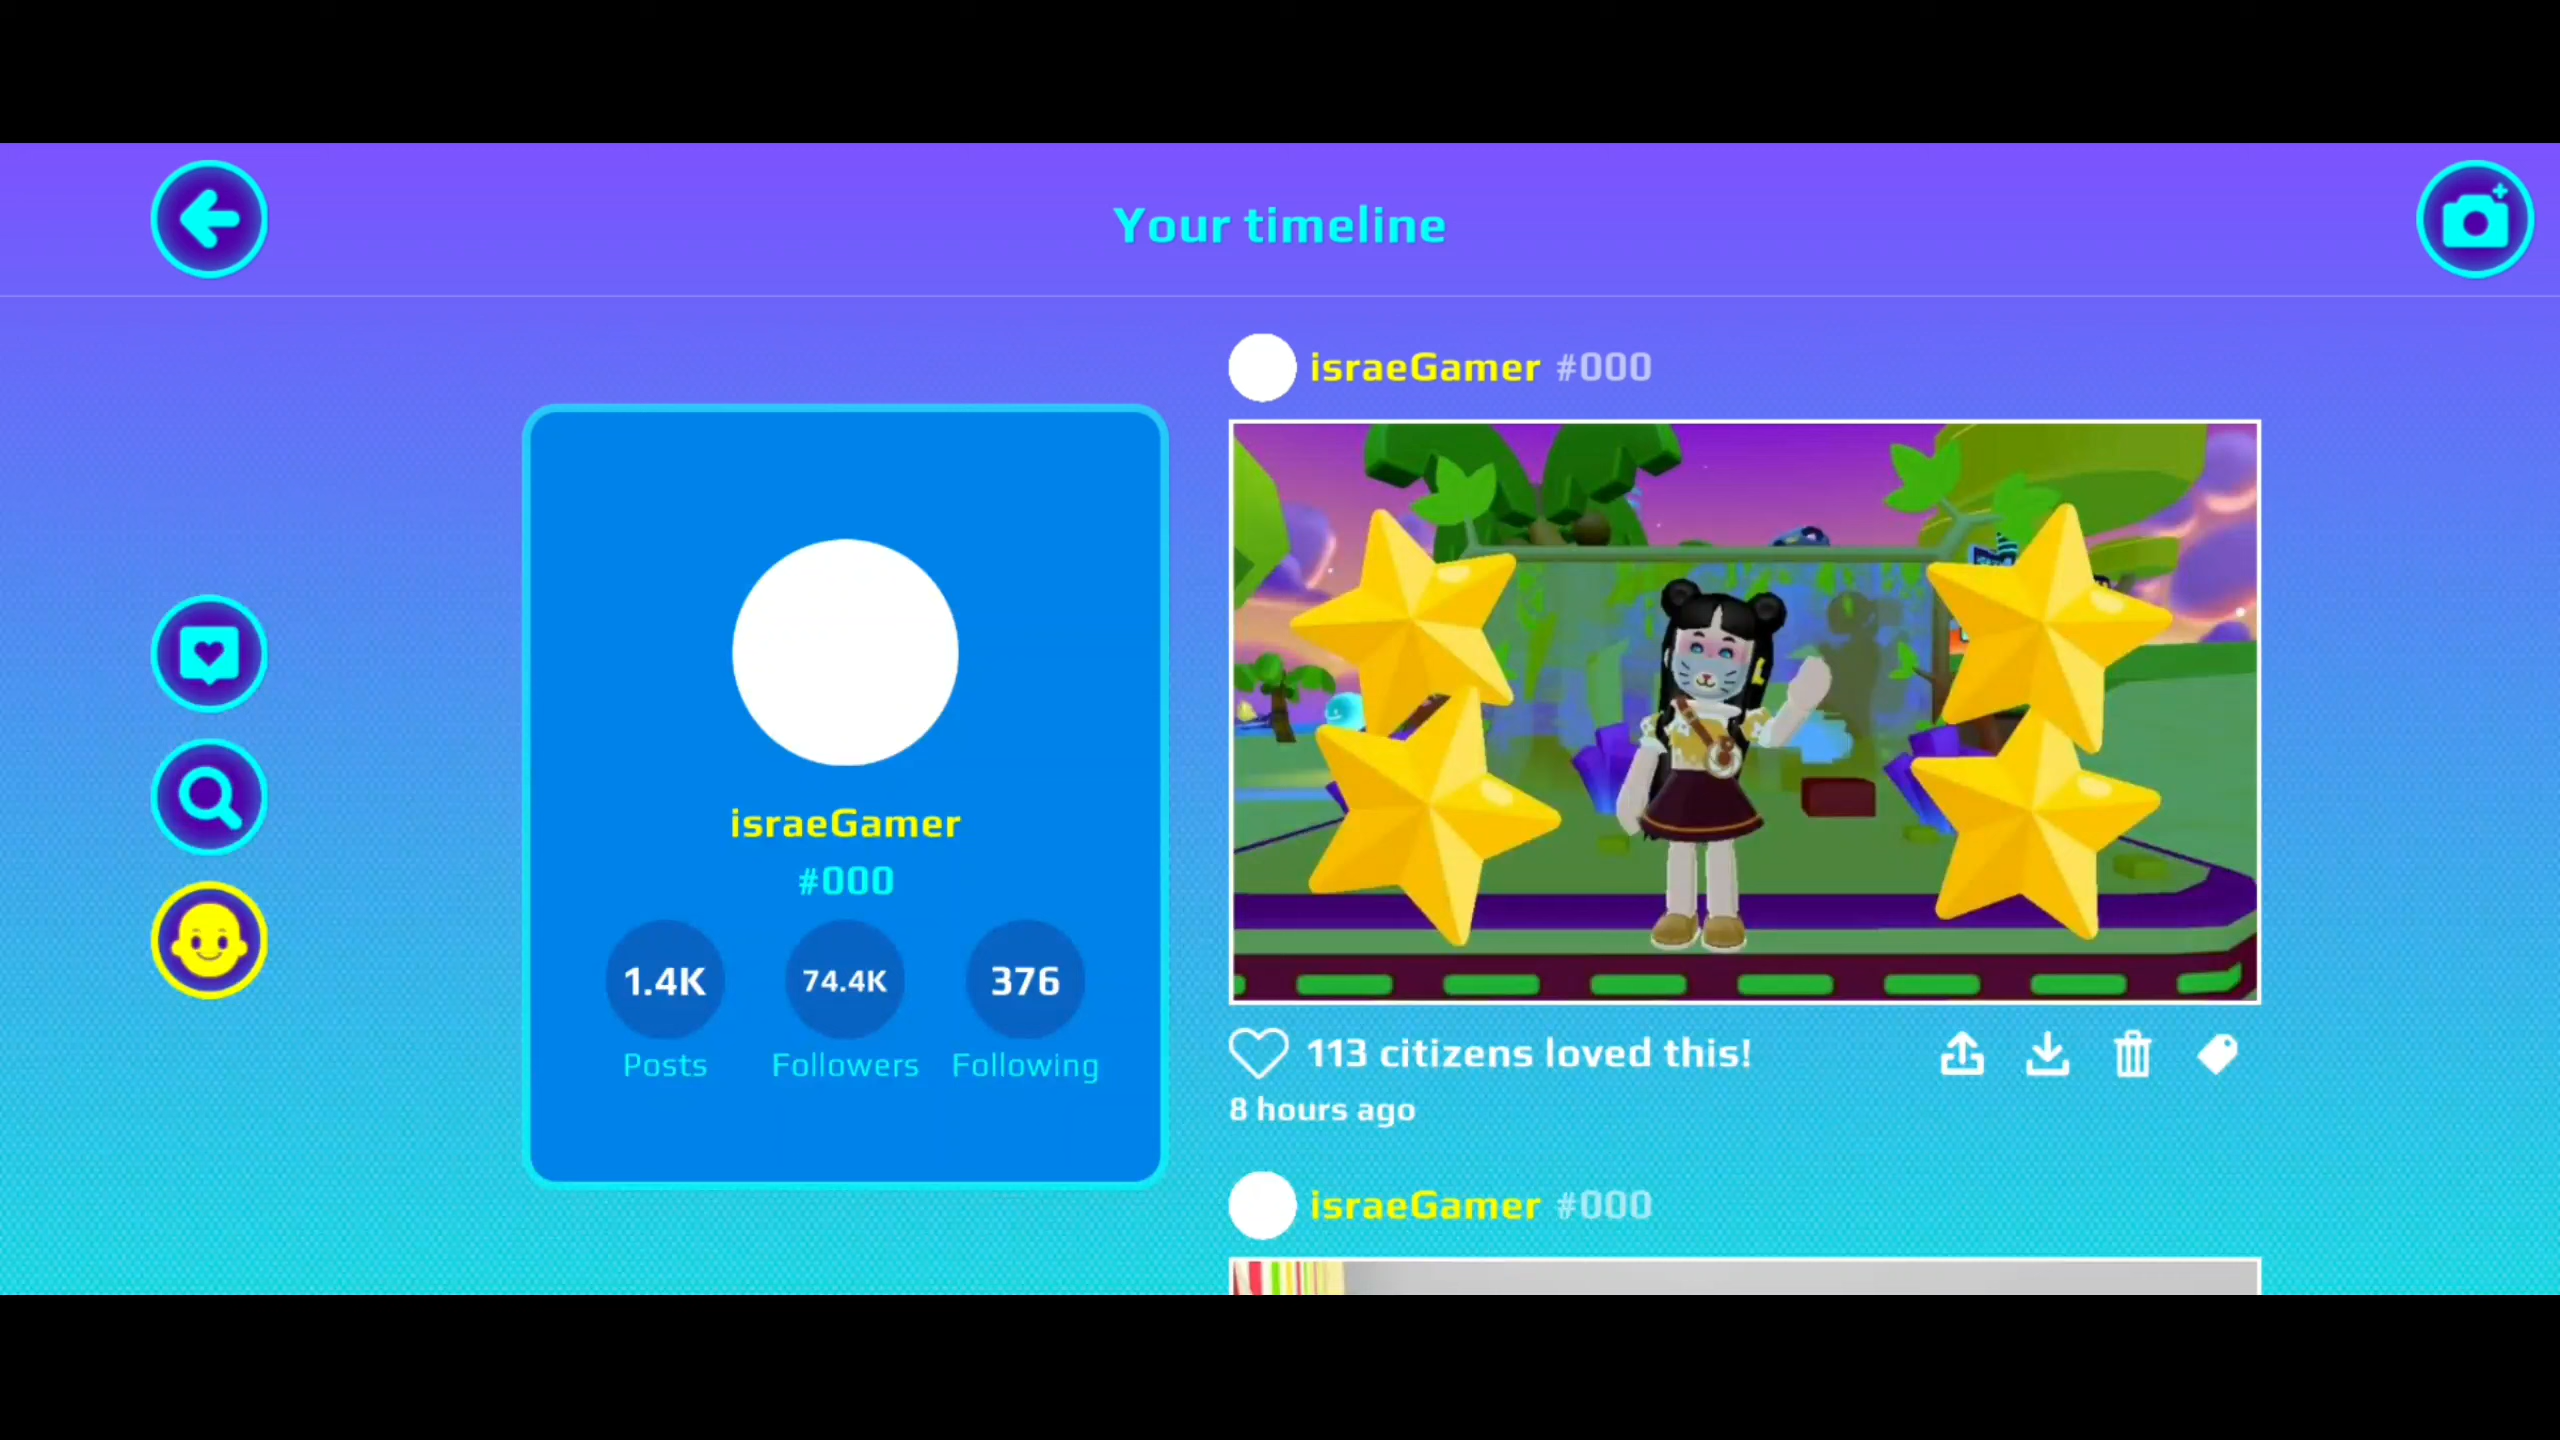 Your timeline
israeGamer
#000
1.4K
74.4K
376
Posts
Followers
Following
israeGamer #000
113 citizens loved this!
8 hours ago
israeGamer #000